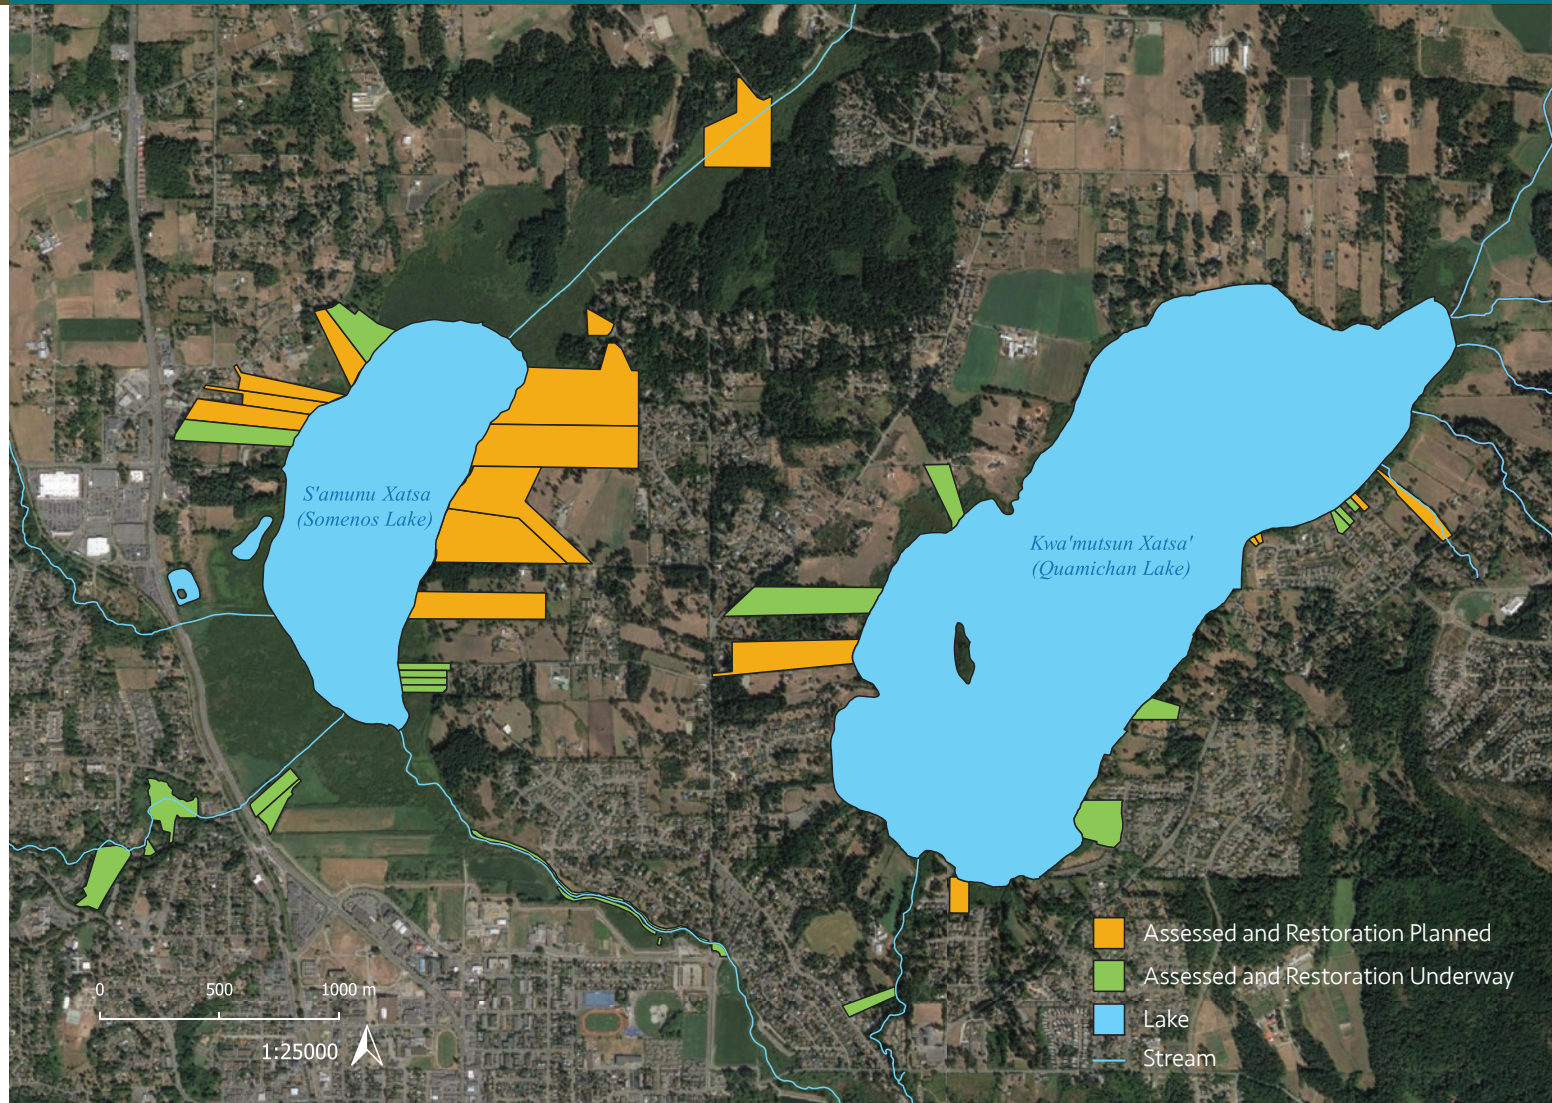 S'amunu Xatsa
(Somenos Lake)
Kwa'mutsun Xatsa'
(Quamichan Lake)
Assessed and Restoration Planned
Assessed and Restoration Underway
Lake
Stream
0 500 1000 m
1:25000